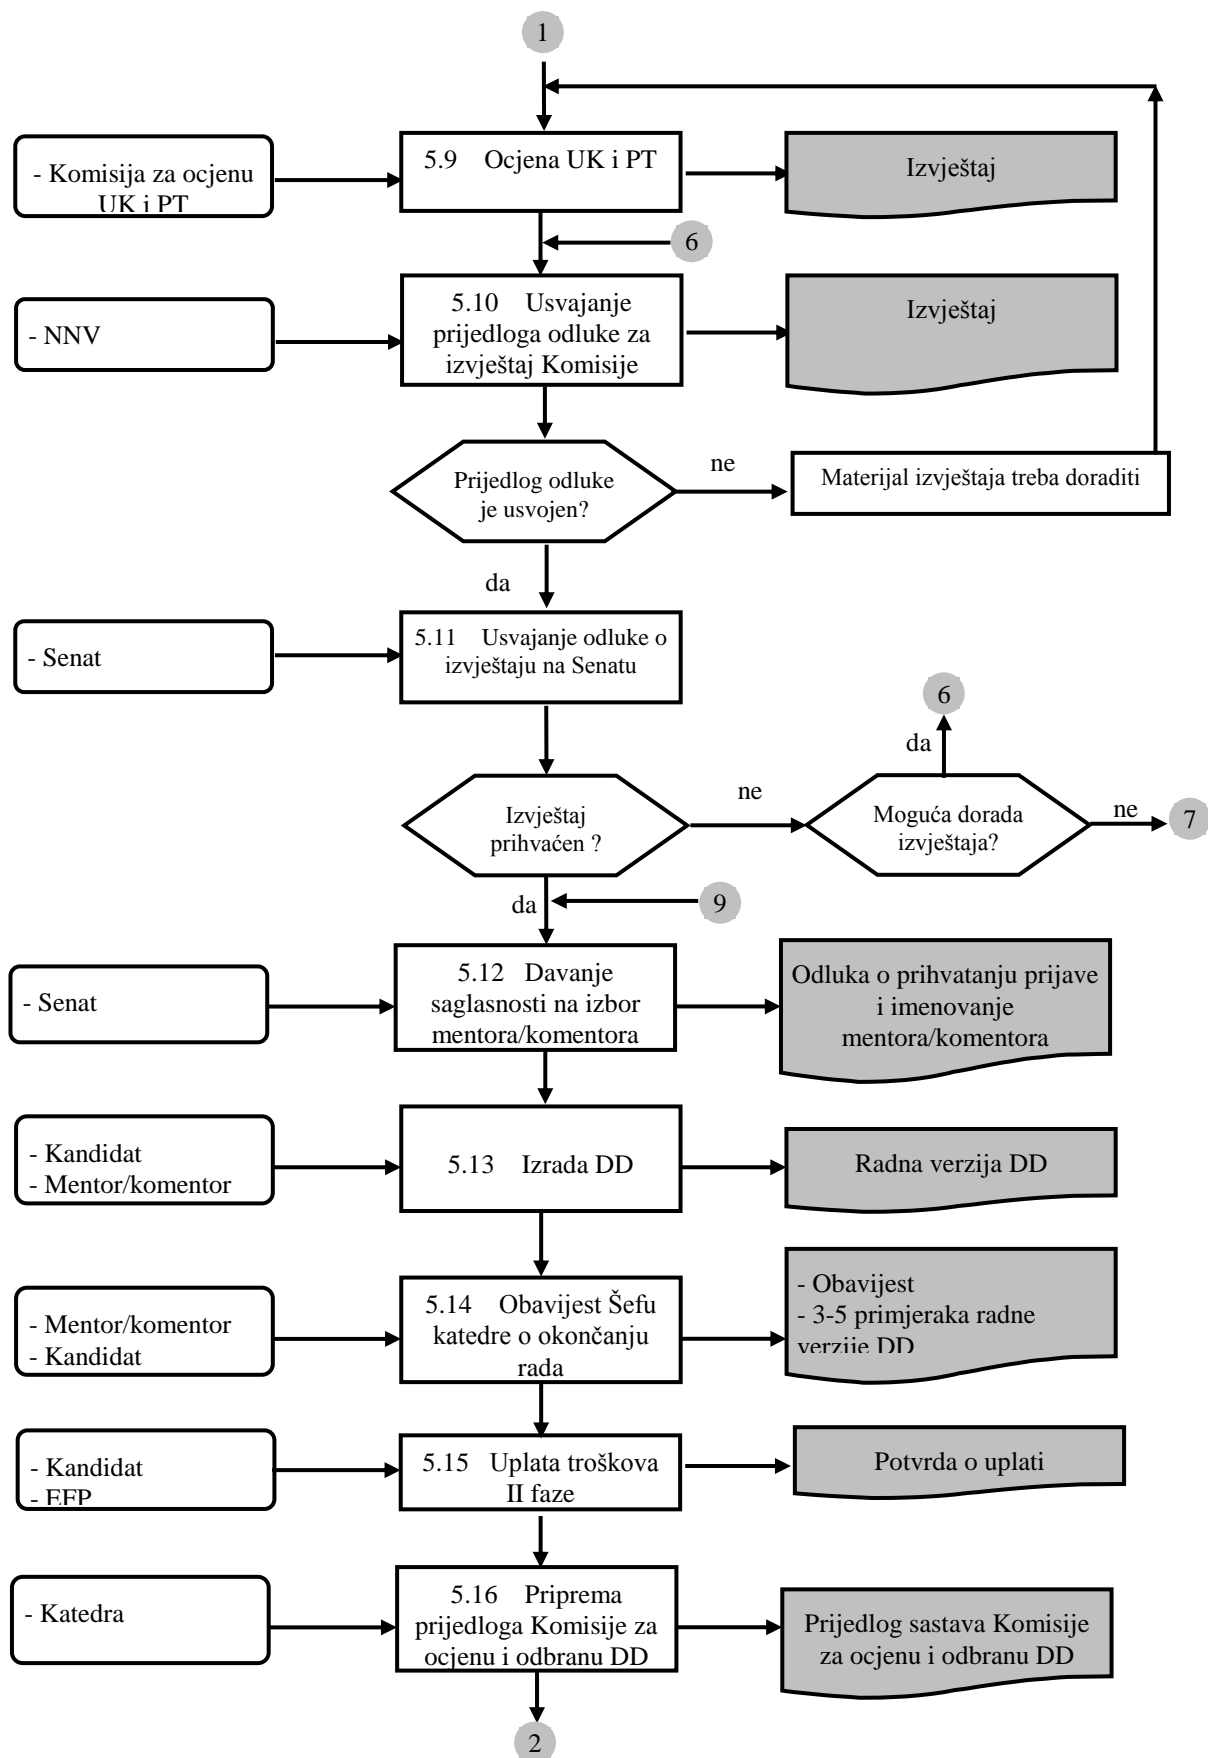 1
- Komisija za ocjenu
UK i PT
5.9 Ocjena UK i PT
Izvještaj
6
- NNV
5.10 Usvajanje
prijedloga odluke za
izvještaj Komisije
Izvještaj
Prijedlog odluke
je usvojen?
ne
Materijal izvještaja treba doraditi
da
- Senat
5.11 Usvajanje odluke o
izvještaju na Senatu
6
da
Izvještaj
prihvaćen ?
ne
Moguća dorada
izvještaja?
ne
7
da
9
- Senat
5.12 Davanje
saglasnosti na izbor
mentora/komentora
Odluka o prihvatanju prijave
i imenovanje
mentora/komentora
- Kandidat
- Mentor/komentor
5.13 Izrada DD
Radna verzija DD
- Mentor/komentor
- Kandidat
5.14 Obavijest Šefu
katedre o okončanju
rada
- Obavijest
- 3-5 primjeraka radne
verzije DD
- Kandidat
- EFP
5.15 Uplata troškova
II faze
Potvrda o uplati
- Katedra
5.16 Priprema
prijedloga Komisije za
ocjenu i odbranu DD
Prijedlog sastava Komisije
za ocjenu i odbranu DD
2